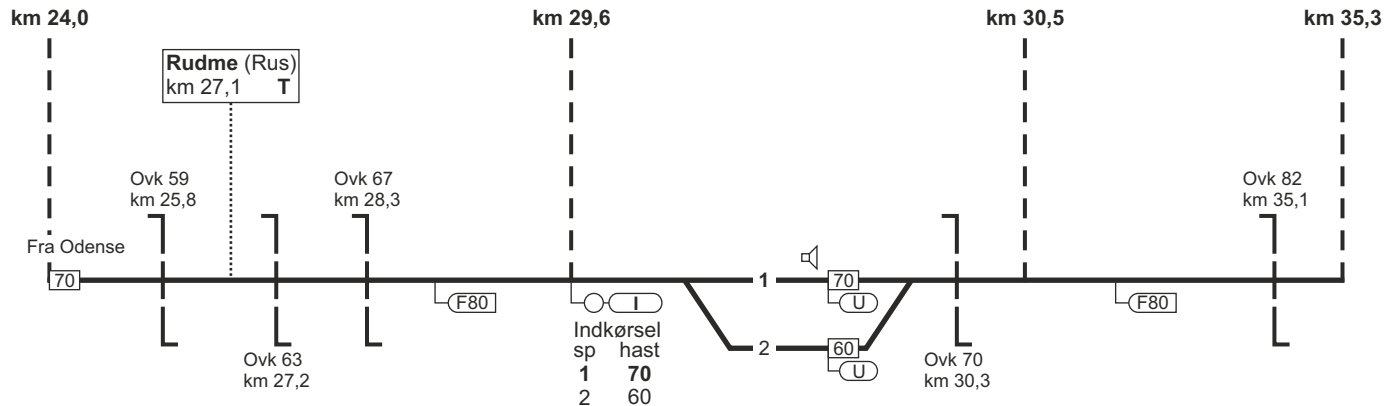 km 24,0
km 29,6
km 30,5
km 35,3
Rudme (Rus)
km 27,1 T
Ovk 59
km 25,8
Ovk 67
km 28,3
Ovk 82
km 35,1
Fra Odense
70
1
70
F80
I
U
F80
Indkørsel
sp hast
1 70
2 60
2
60
U
Ovk 63
km 27,2
Ovk 70
km 30,3